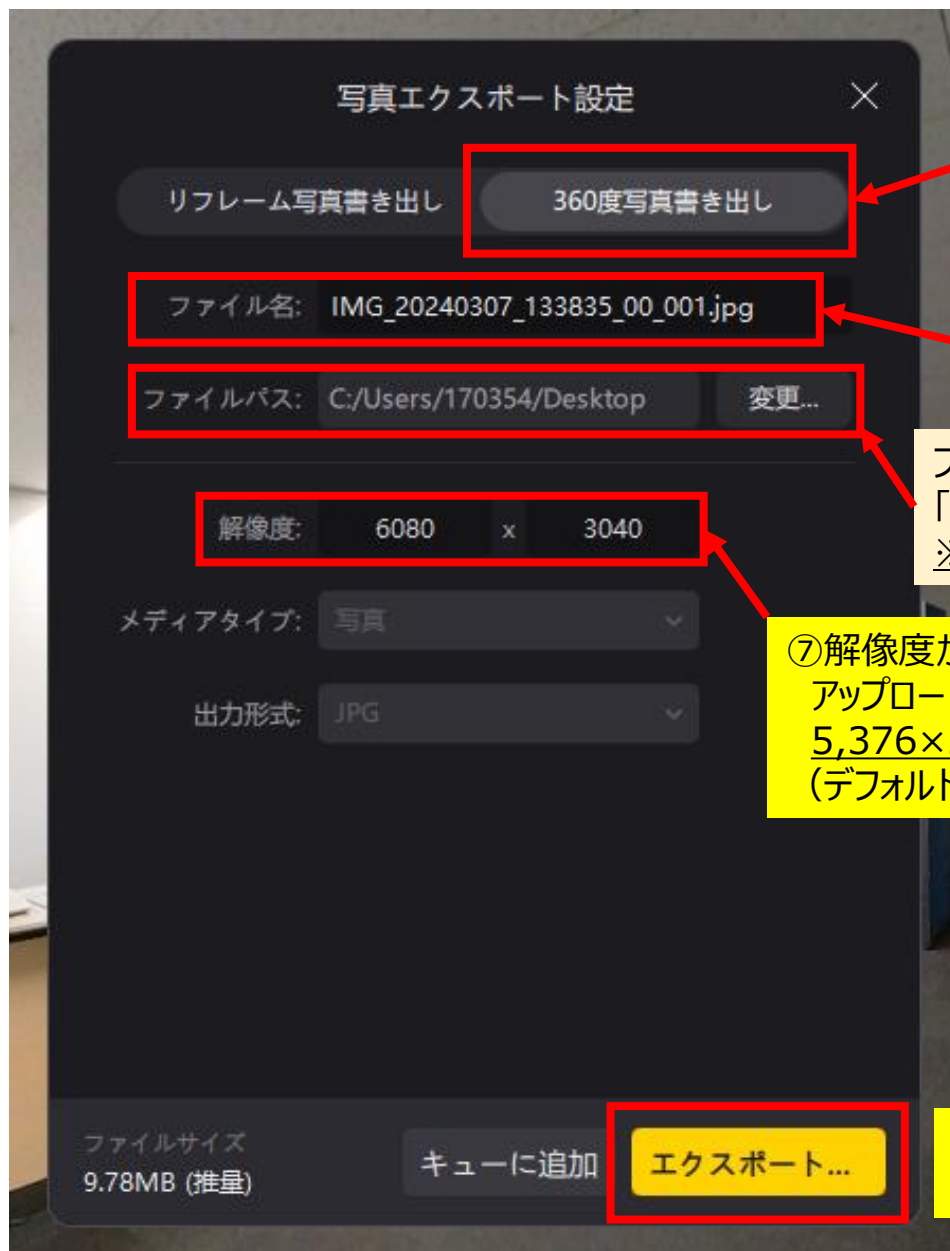 写真エクスポート設定
リフレーム写真書き出し 360度写真書き出し
ファイル名: IMG_20240307_133835_00_001.jpg
ファイルパス: C:/Users/170354/Desktop 変更...
解像度: 6080 x 3040
メディアタイプ: 写真
出力形式: JPG
⑦解像度が
アップロー
5,376×
(デフォルト
ファイルサイズ
9.78MB (推量)
キューに追加 エクスポート...